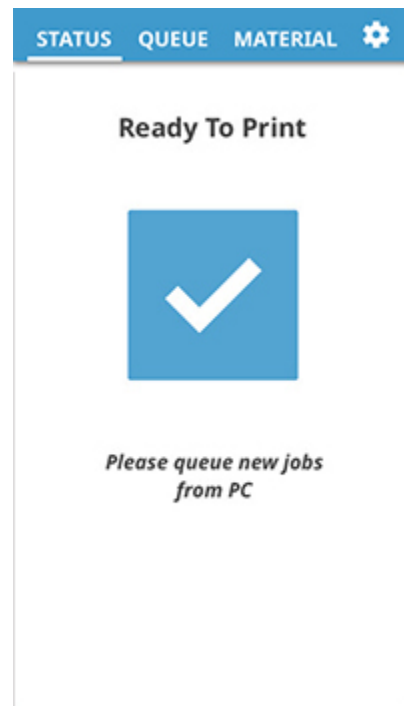 STATUS QUEUE MATERIAL
Ready To Print
Please queue new jobs
from PC